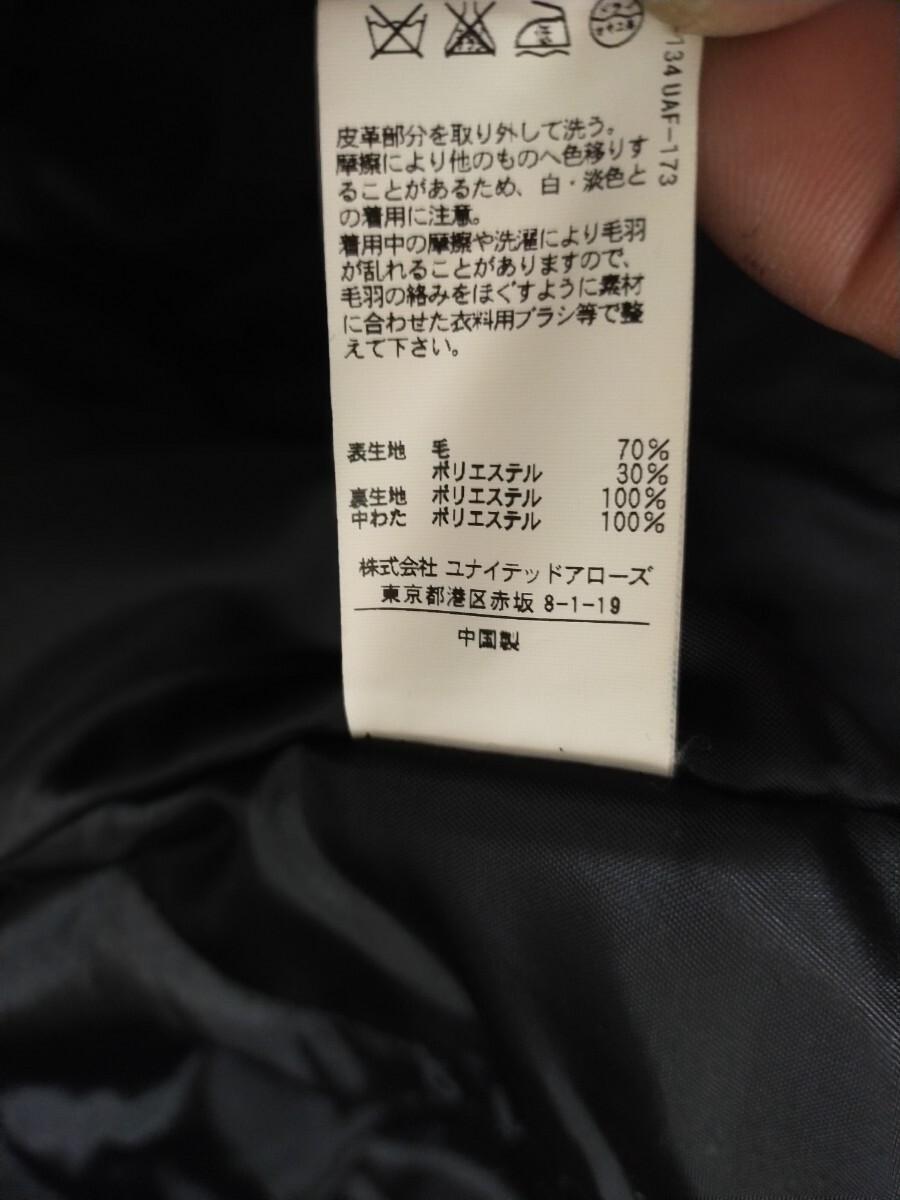 134UAF-173
皮革部分を取り外して洗う。
摩擦により他のものへ色移りす
ることがあるため、白・淡色と
の着用に注意。
着用中の摩擦や洗濯により毛羽
が乱れることがありますので、
毛羽の絡みをほぐすように素材
に合わせた衣料用ブラシ等で整
えて下さい。
表生地 毛 70%
ポリエステル 30%
裏生地 ポリエステル 100%
中わた ポリエステル 100%
株式会社 ユナイテッドアローズ
東京都港区赤坂 8-1-19
中国製